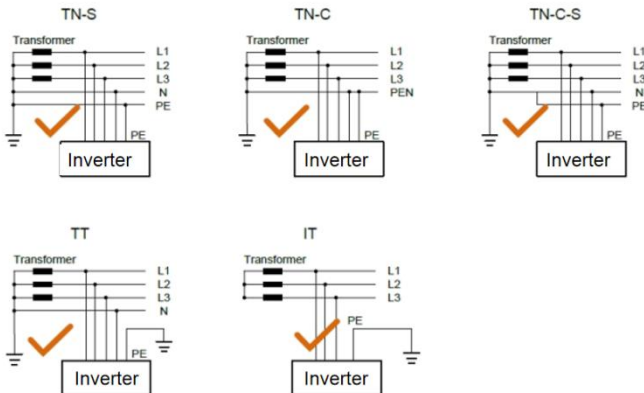 TN-S
Transformer
L1
L2
L3
N
PE
PE
Inverter
TN-C
Transformer
L1
L2
L3
PEN
PE
Inverter
TN-C-S
Transformer
L1
L2
L3
N
PE
PE
Inverter
TT
Transformer
L1
L2
L3
N
PE
Inverter
IT
Transformer
L1
L2
L3
PE
Inverter